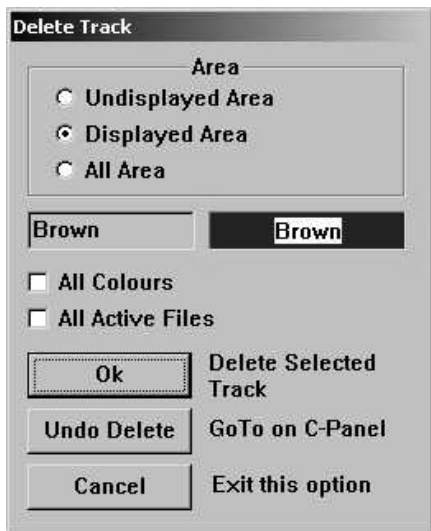 Delete Track
Area
Undisplayed Area
Displayed Area
All Area
Brown Brown
All Colours
All Active Files
Ok Delete Selected
Track
Undo Delete GoTo on C-Panel
Cancel Exit this option